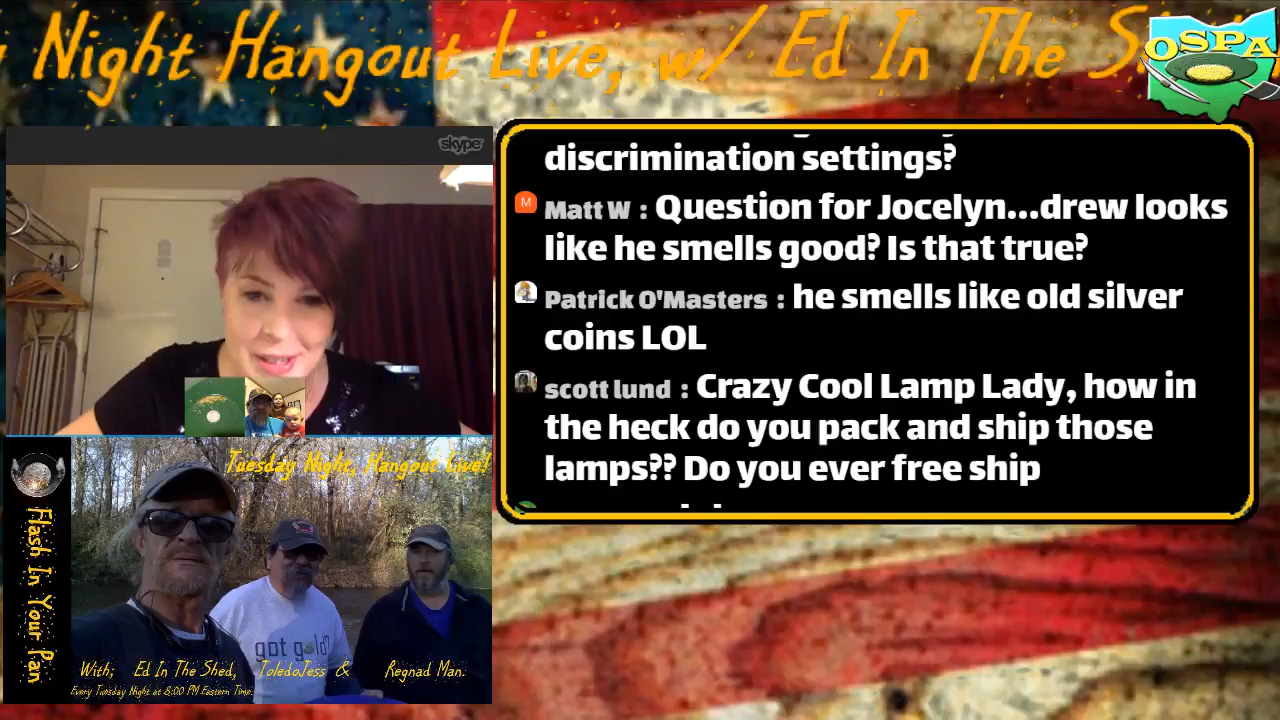 Night Hangout Live, w/ Ed In The
OSPA
skype
discrimination settings?
M Matt W : Question for Jocelyn...drew looks
like he smells good? Is that true?
Patrick O'Masters : he smells like old silver
coins LOL
scott lund : Crazy Cool Lamp Lady, how in
the heck do you pack and ship those
lamps?? Do you ever free ship
Tuesday Night, Hangout Live!
Flash In Your Pan
got gold?
With; Ed In The Shed, ToledoJess & Regnad Man.
Every Tuesday Night at 8:00 PM Eastern Time.